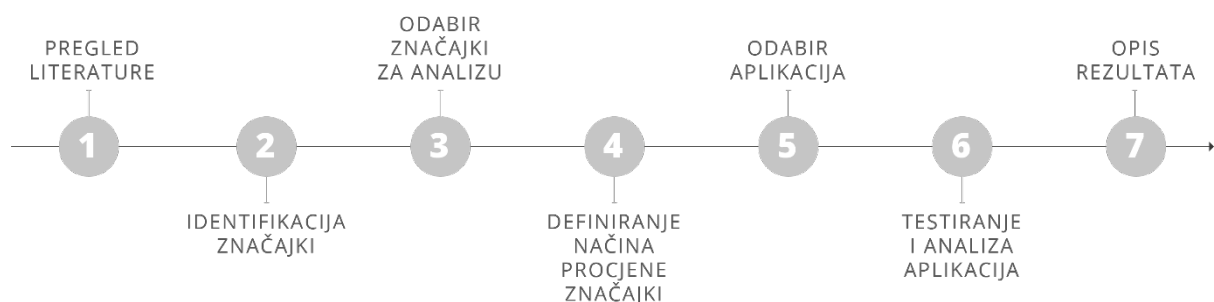 1
PREGLED
LITERATURE
2
IDENTIFIKACIJA
ZNAČAJKI
3
ODABIR
ZNAČAJKI
ZA ANALIZU
4
DEFINIRANJE
NAČINA
PROCJENE
ZNAČAJKI
5
ODABIR
APLIKACIJA
6
TESTIRANJE
I ANALIZA
APLIKACIJA
7
OPIS
REZULTATA